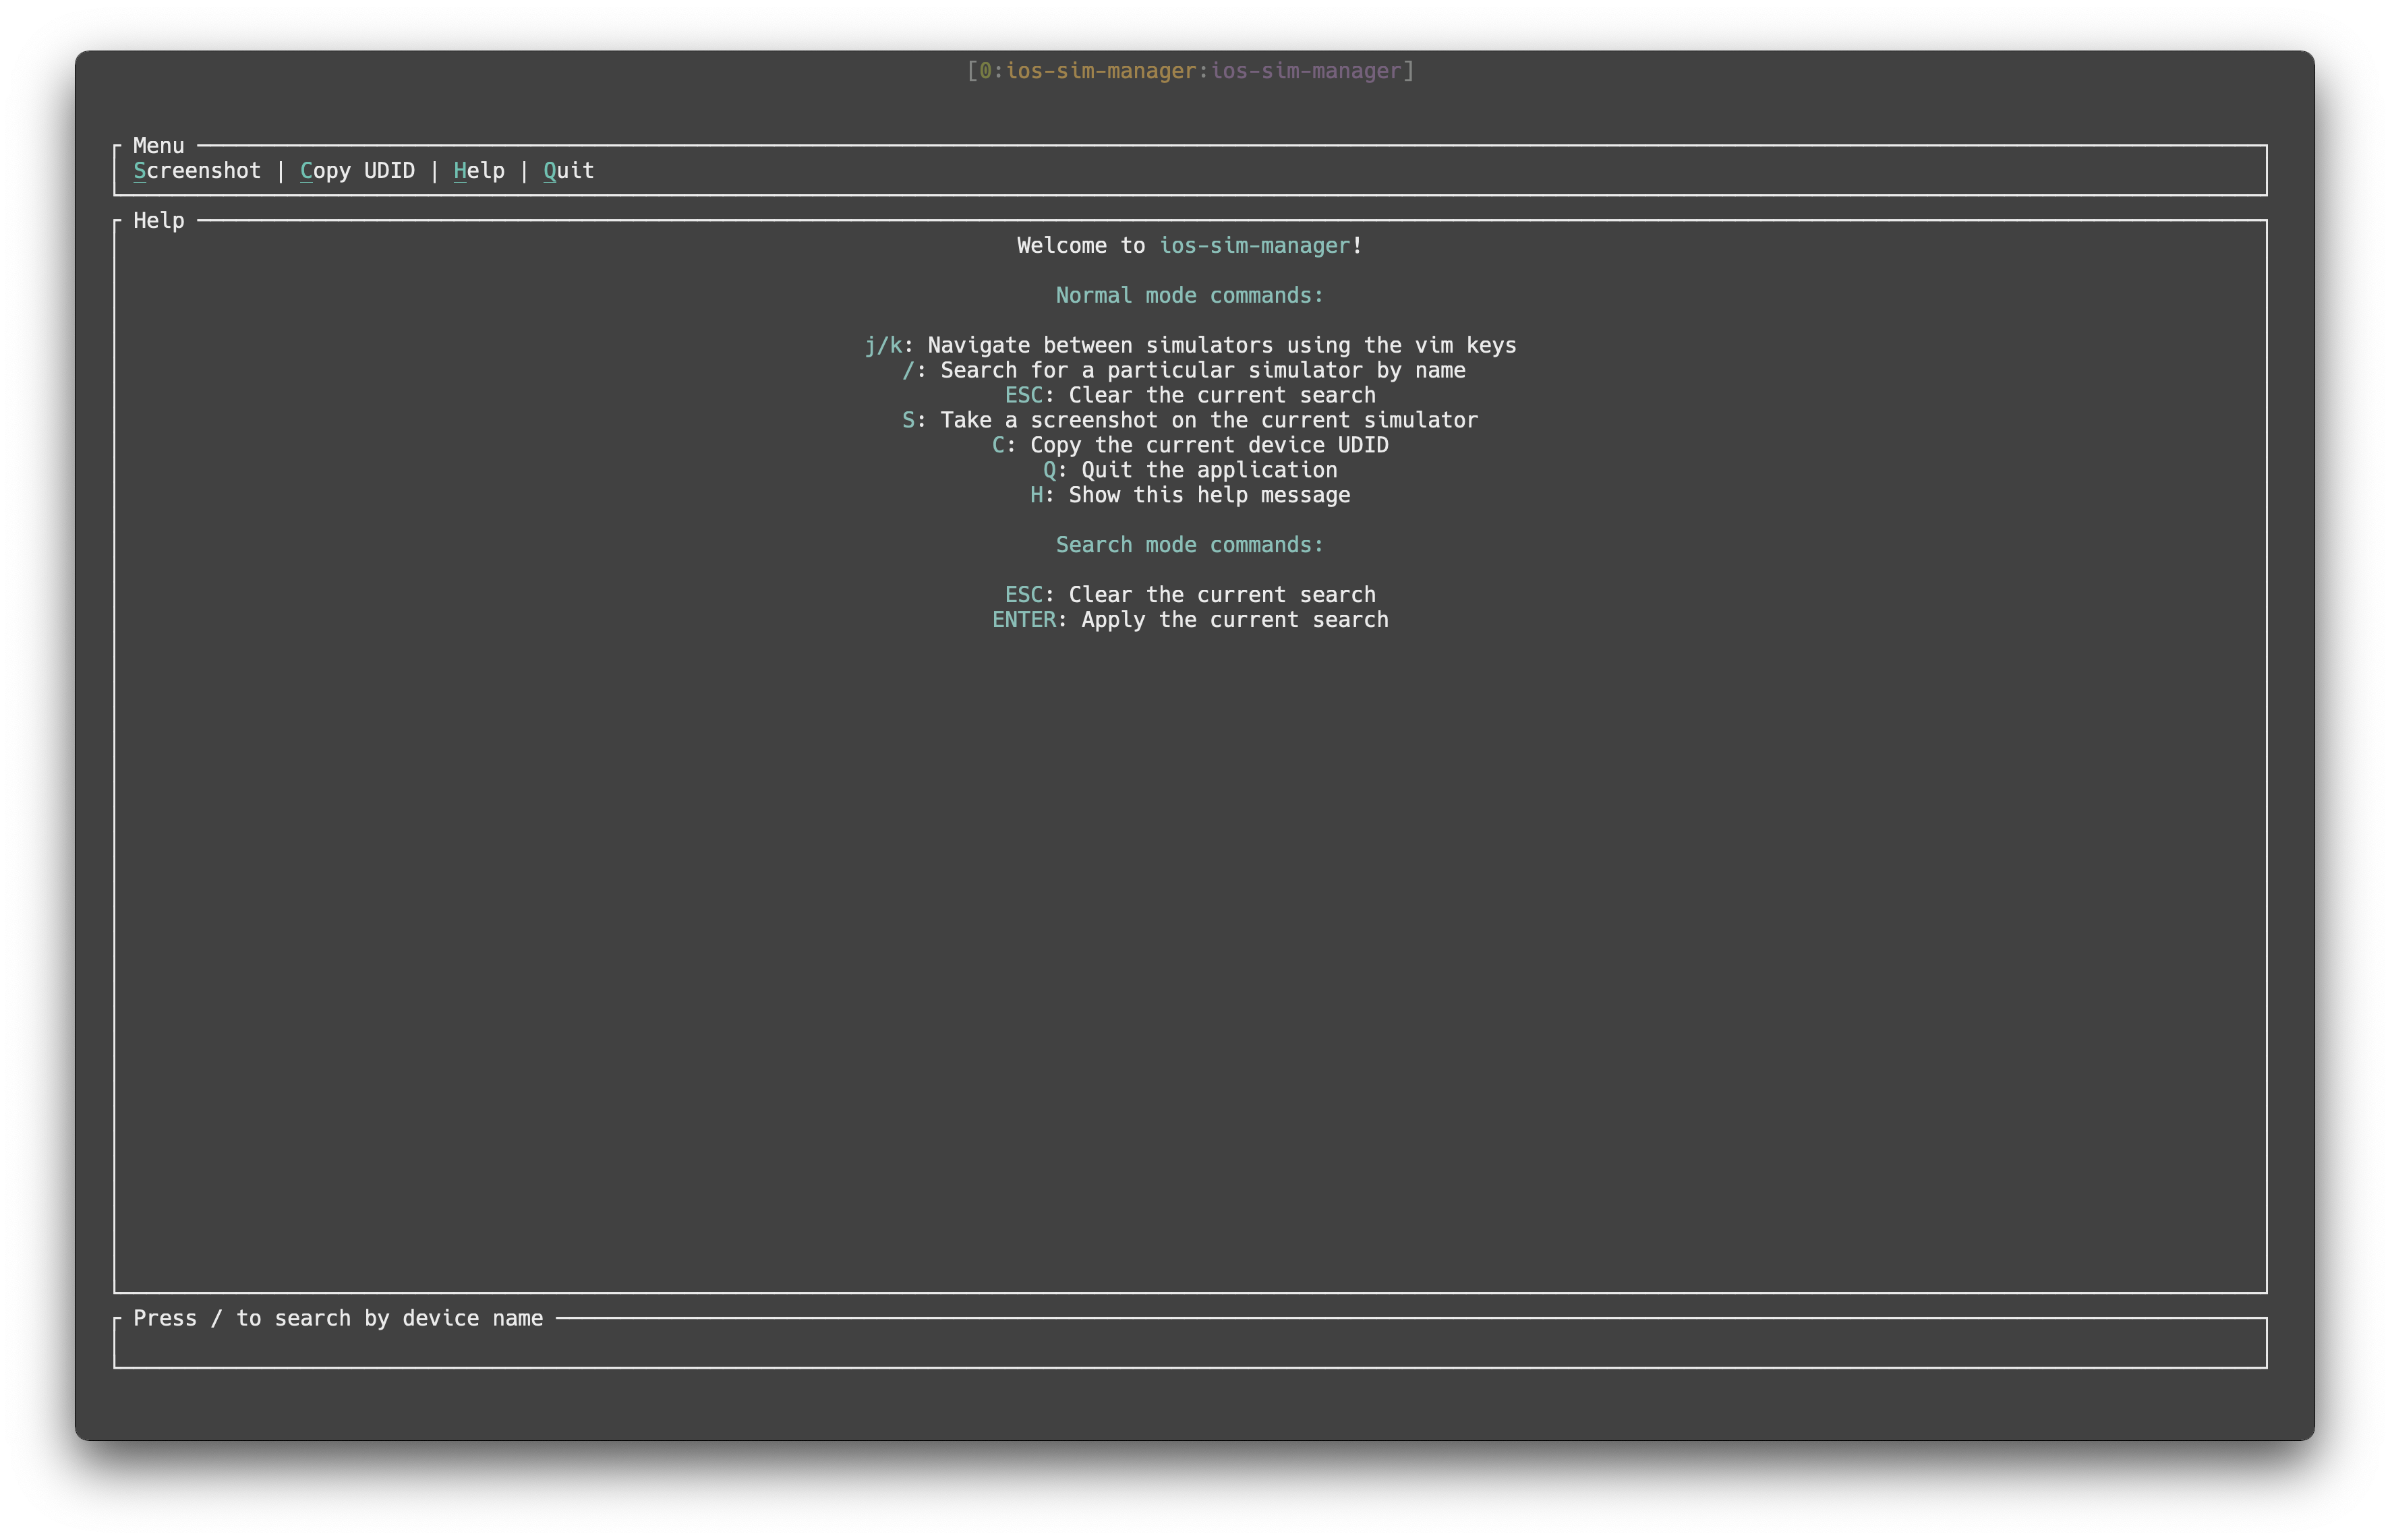 [0:ios-sim-manager:ios-sim-manager]
Menu
Screenshot | Copy UDID | Help | Quit
Help
Welcome to ios-sim-manager!
Normal mode commands:
j/k: Navigate between simulators using the vim keys
/: Search for a particular simulator by name
ESC: Clear the current search
S: Take a screenshot on the current simulator
C: Copy the current device UDID
Q: Quit the application
H: Show this help message
Search mode commands:
ESC: Clear the current search
ENTER: Apply the current search
Press / to search by device name